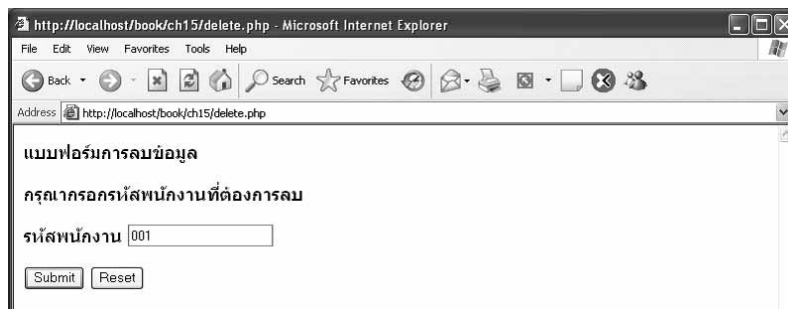 http://localhost/book/ch15/delete.php - Microsoft Internet Explorer
File Edit View Favorites Tools Help
Back Search Favorites
Address http://localhost/book/ch15/delete.php
แบบฟอร์มการลบข้อมูล
กรุณากรอกรหัสพนักงานที่ต้องการลบ
รหัสพนักงาน 001
Submit Reset